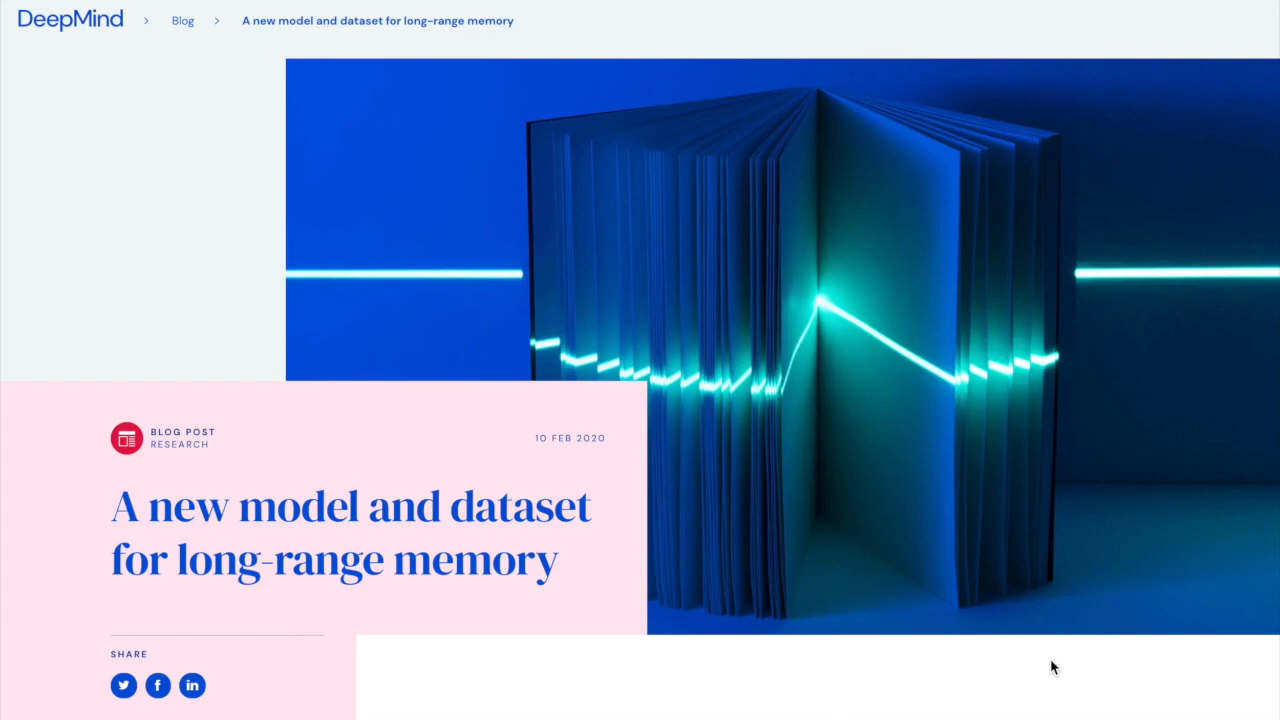 DeepMind > Blog > A new model and dataset for long-range memory
BLOG POST
RESEARCH
10 FEB 2020
A new model and dataset
for long-range memory
SHARE